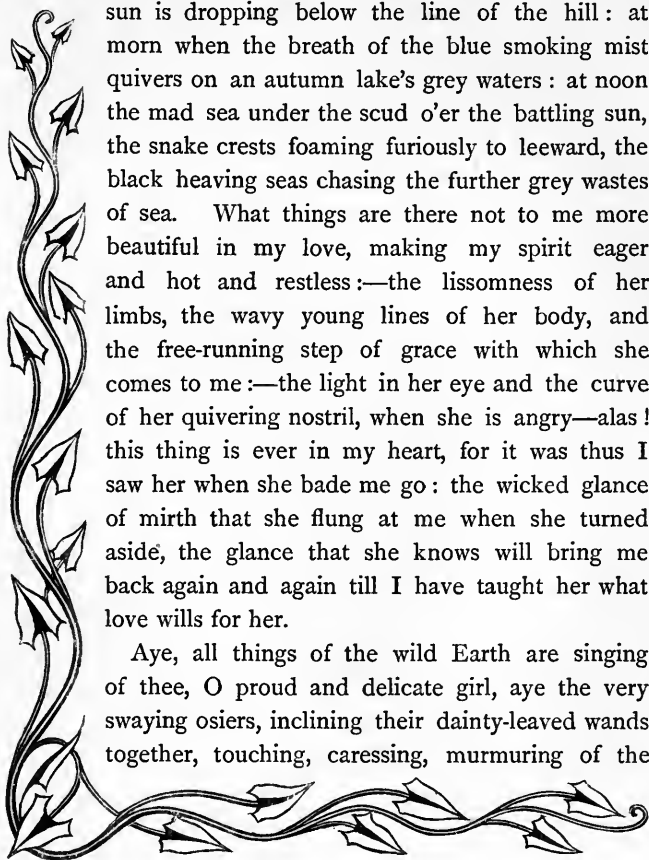 sun is dropping below the line of the hill : at
morn when the breath of the blue smoking mist
quivers on an autumn lake's grey waters : at noon
the mad sea under the scud o'er the battling sun,
the snake crests foaming furiously to leeward, the
black heaving seas chasing the further grey wastes
of sea. What things are there not to me more
beautiful in my love, making my spirit eager
and hot and restless :—the lissomness of her
limbs, the wavy young lines of her body, and
the free-running step of grace with which she
comes to me :—the light in her eye and the curve
of her quivering nostril, when she is angry—alas !
this thing is ever in my heart, for it was thus I
saw her when she bade me go : the wicked glance
of mirth that she flung at me when she turned
aside, the glance that she knows will bring me
back again and again till I have taught her what
love wills for her.
Aye, all things of the wild Earth are singing
of thee, O proud and delicate girl, aye the very
swaying osiers, inclining their dainty-leaved wands
together, touching, caressing, murmuring of the